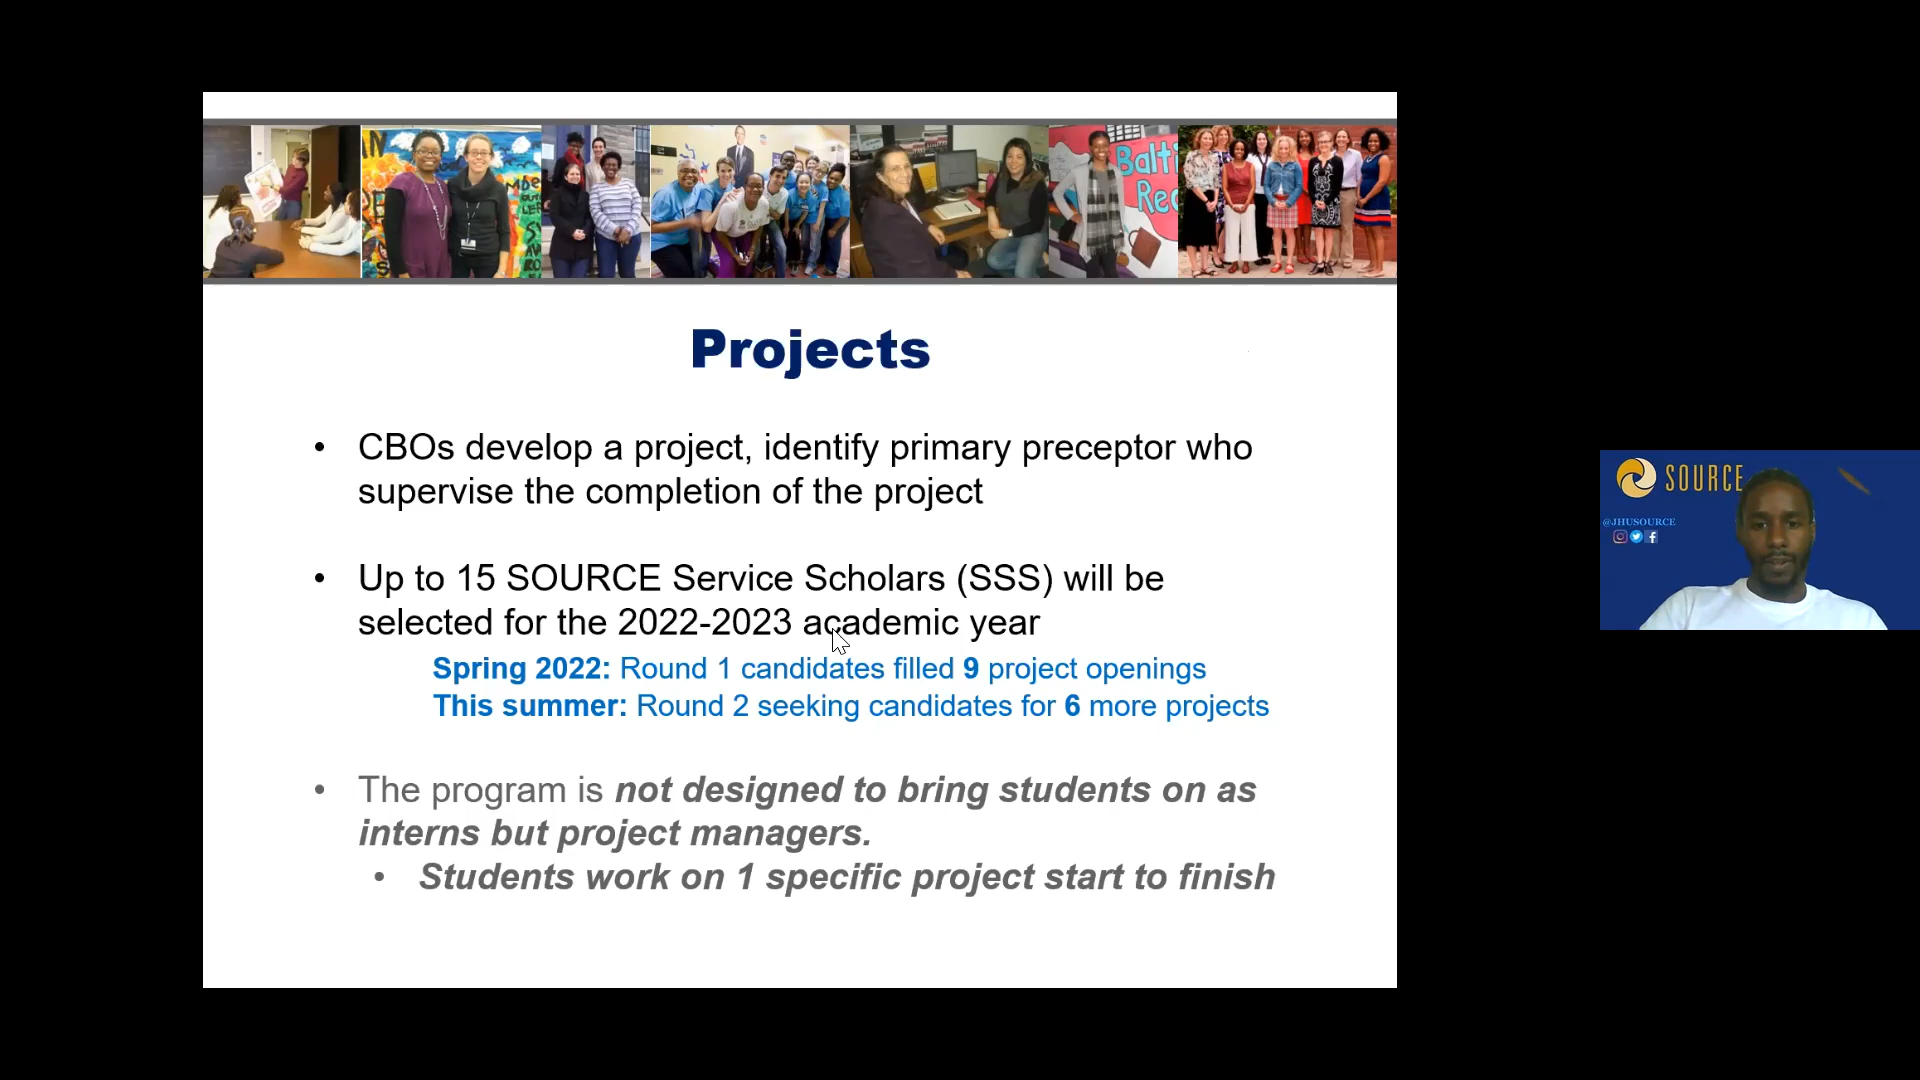 Balti
Rec
Projects
• CBOs develop a project, identify primary preceptor who
supervise the completion of the project
• Up to 15 SOURCE Service Scholars (SSS) will be
selected for the 2022-2023 academic year
Spring 2022: Round 1 candidates filled 9 project openings
This summer: Round 2 seeking candidates for 6 more projects
• The program is not designed to bring students on as
interns but project managers.
• Students work on 1 specific project start to finish
SOURCE
@JHUSOURCE